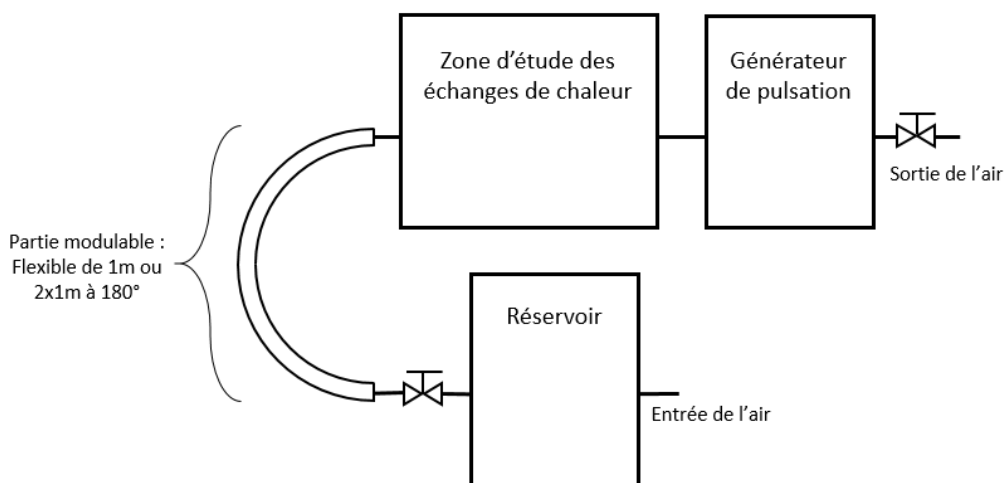 Zone d'étude des
échanges de chaleur
Générateur
de pulsation
Sortie de l'air
Partie modulable :
Flexible de 1m ou
2x1m à 180°
Réservoir
Entrée de l'air